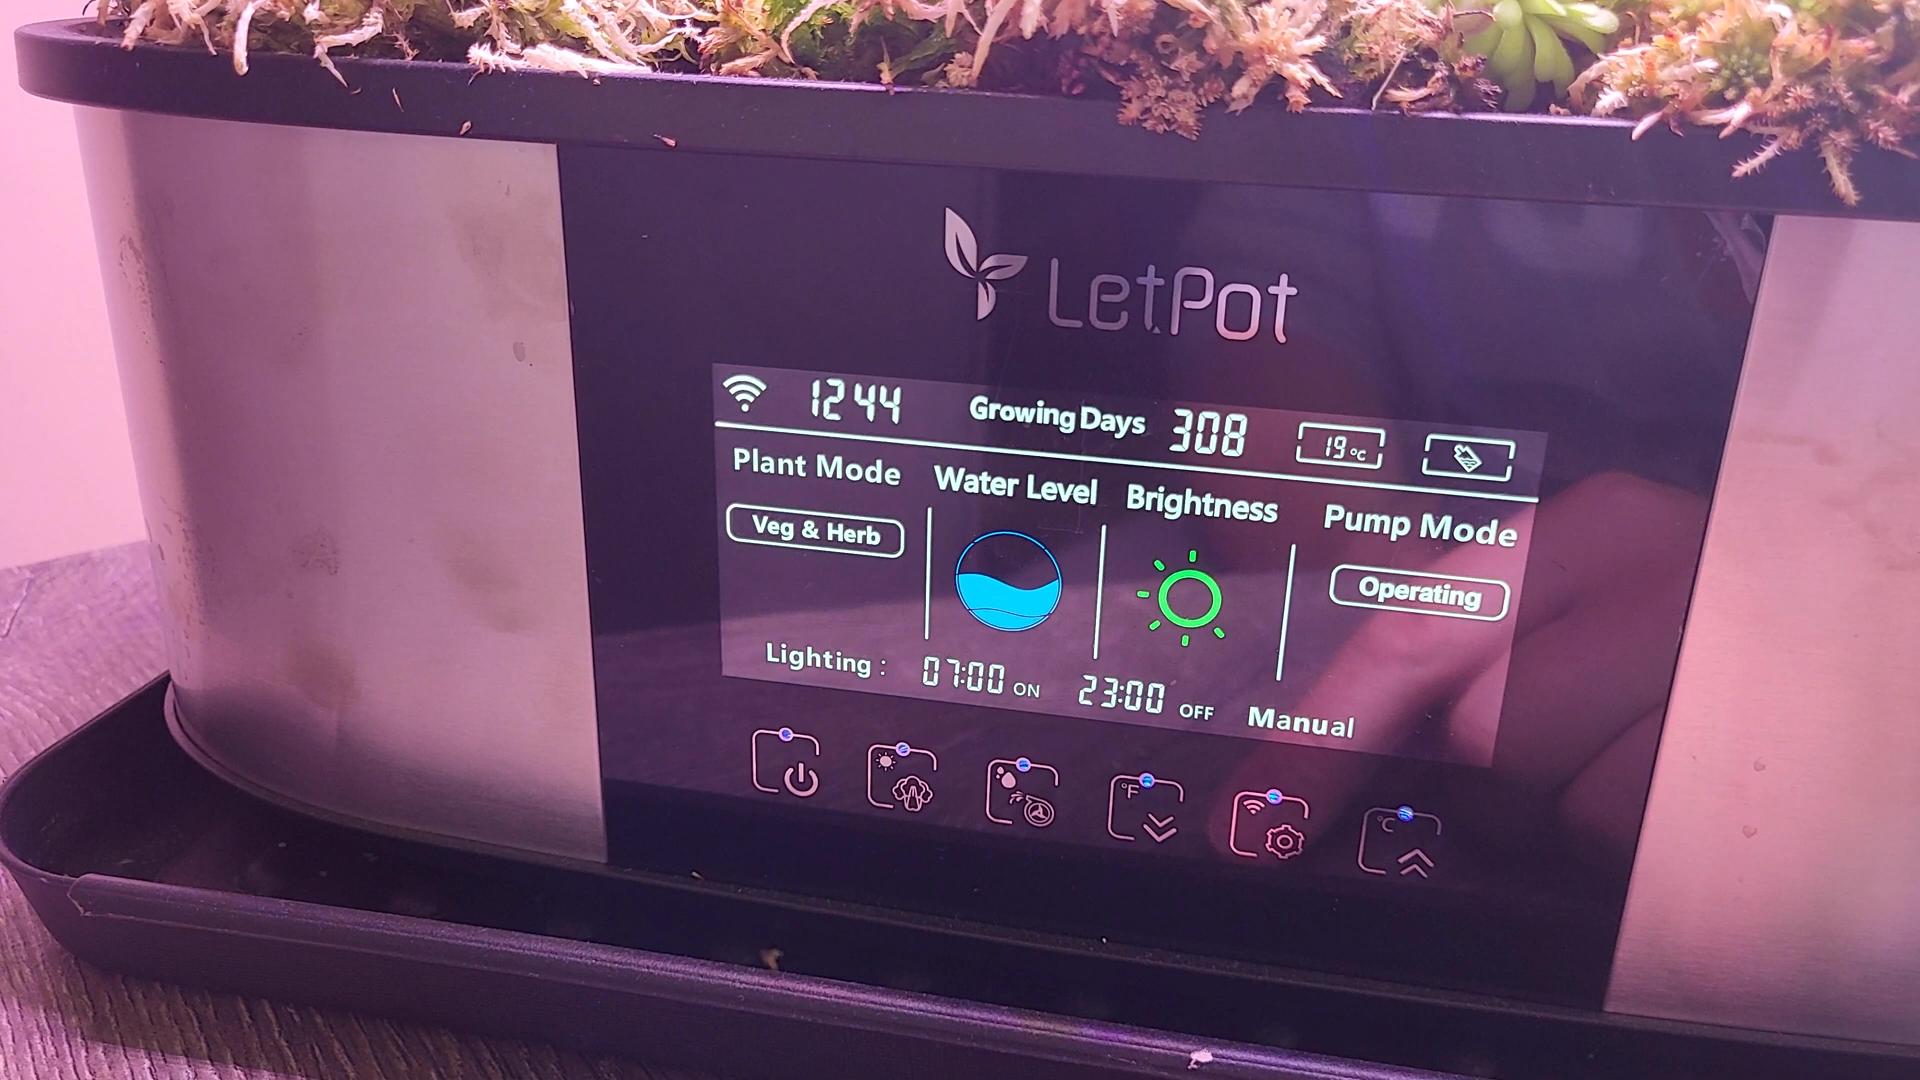 LetPot
12 44 Growing Days 308 19°C
Plant Mode Water Level Brightness Pump Mode
Veg & Herb Operating
Lighting : 07:00 ON 23:00 OFF Manual
°F °C